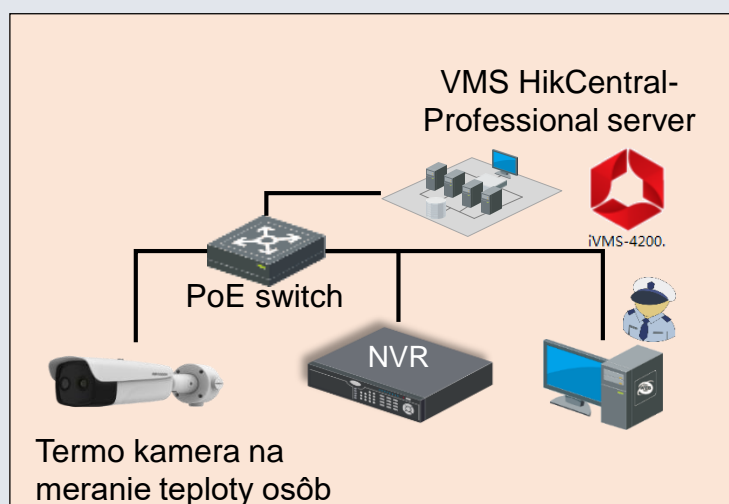 VMS HikCentral-
Professional server
iVMS-4200.
PoE switch
NVR
Termo kamera na
meranie teploty osôb